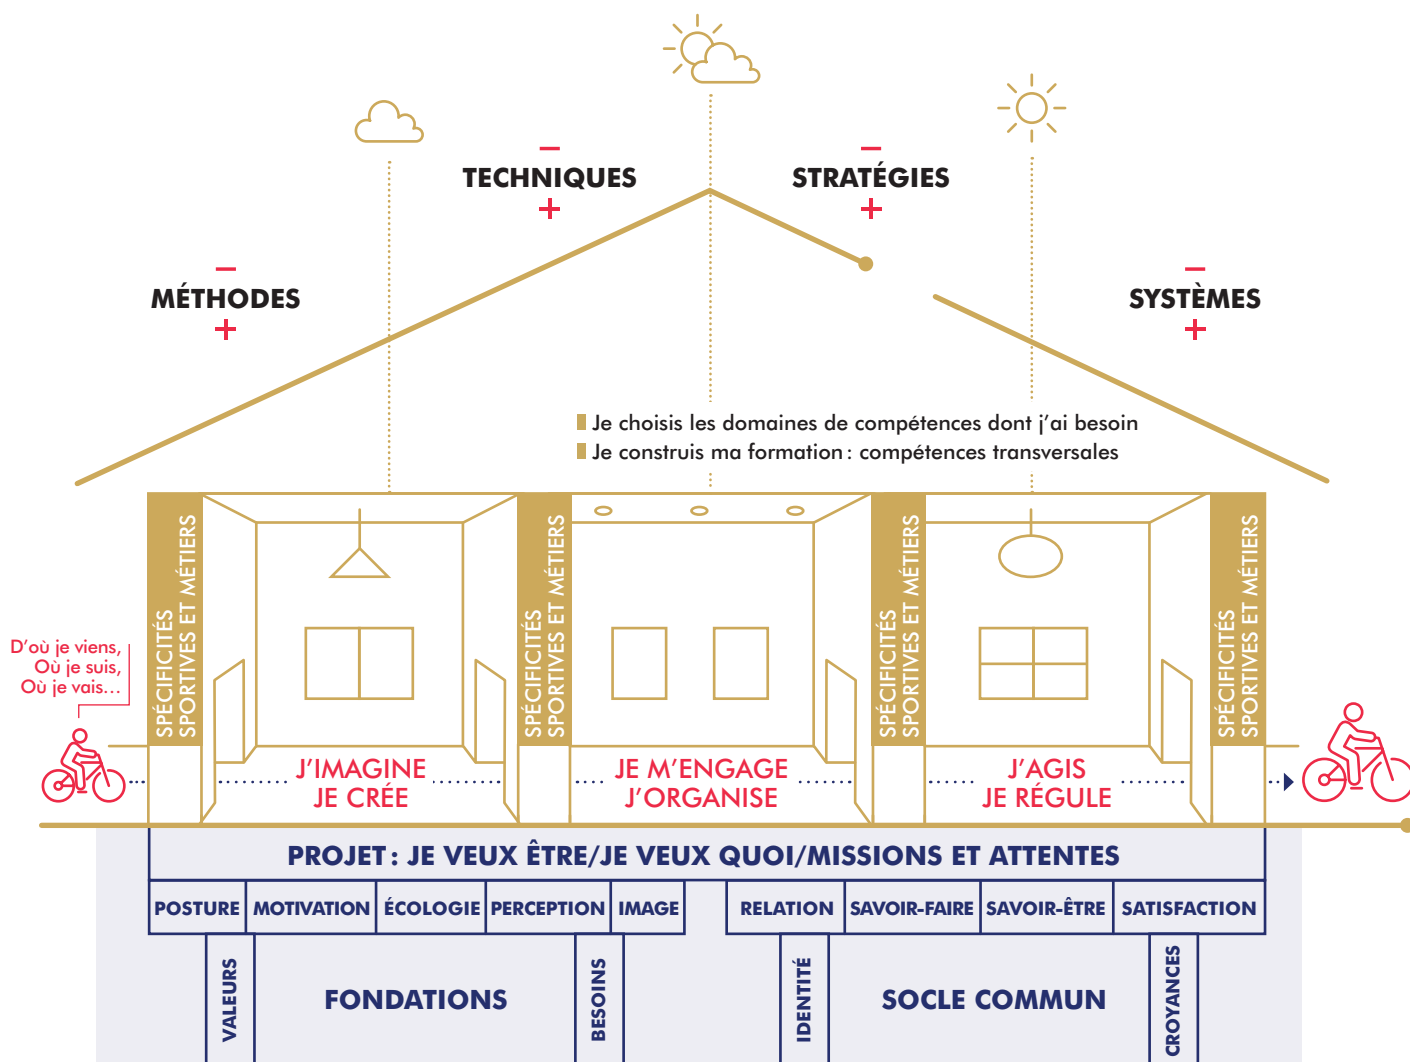 TECHNIQUES
STRATÉGIES
MÉTHODES
SYSTÈMES
Je choisis les domaines de compétences dont j'ai besoin
Je construis ma formation : compétences transversales
SPÉCIFICITÉS
SPORTIVES ET MÉTIERS
SPÉCIFICITÉS
SPORTIVES ET MÉTIERS
SPÉCIFICITÉS
SPORTIVES ET MÉTIERS
SPÉCIFICITÉS
SPORTIVES ET MÉTIERS
D'où je viens,
Où je suis,
Où je vais...
J'IMAGINE
JE CRÉE
JE M'ENGAGE
J'ORGANISE
J'AGIS
JE RÉGULE
PROJET : JE VEUX ÊTRE/JE VEUX QUOI/MISSIONS ET ATTENTES
POSTURE
MOTIVATION
ÉCOLOGIE
PERCEPTION
IMAGE
RELATION
SAVOIR-FAIRE
SAVOIR-ÊTRE
SATISFACTION
VALEURS
FONDATIONS
BESOINS
IDENTITÉ
SOCLE COMMUN
CROYANCES